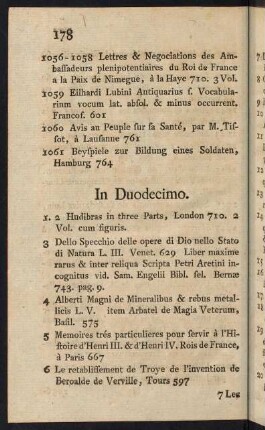 178
1056-1058 Lettres & Negociations des Am-
bassadeurs plenipotentiaires du Roi de France
a la Paix de Nimegue, à la Haye 710. 3 Vol.
1059 Eilhardi Lubini Antiquarius s. Vocabula-
rium vocum lat. absol. & minus occurrent.
Francof. 601
1060 Avis au Peuple sur sa Santé, par M. Tis-
sot, à Lausanne 761
1061 Beyspiele zur Bildung eines Soldaten,
Hamburg 764
In Duodecimo.
1. 2 Hudibras in three Parts, London 710. 2
Vol. cum figuris.
3 Dello Specchio delle opere di Dio nello Stato
di Natura L. III. Venet. 629 Liber maxime
rarus & inter reliqua Scripta Petri Aretini in-
cognitus vid. Sam. Engelii Bibl. sel. Bernæ
743. pag. 9.
4 Alberti Magni de Mineralibus & rebus metal-
licis L. V. item Arbatel de Magia Veterum,
Basil. 575
5 Memoires trés particulieres pour servir à l'Hi-
stoire d'Henri III. & d'Henri IV. Rois de France,
à Paris 667
6 Le retablissement de Troye de l'invention de
Beroalde de Verville, Tours 597
7 Les